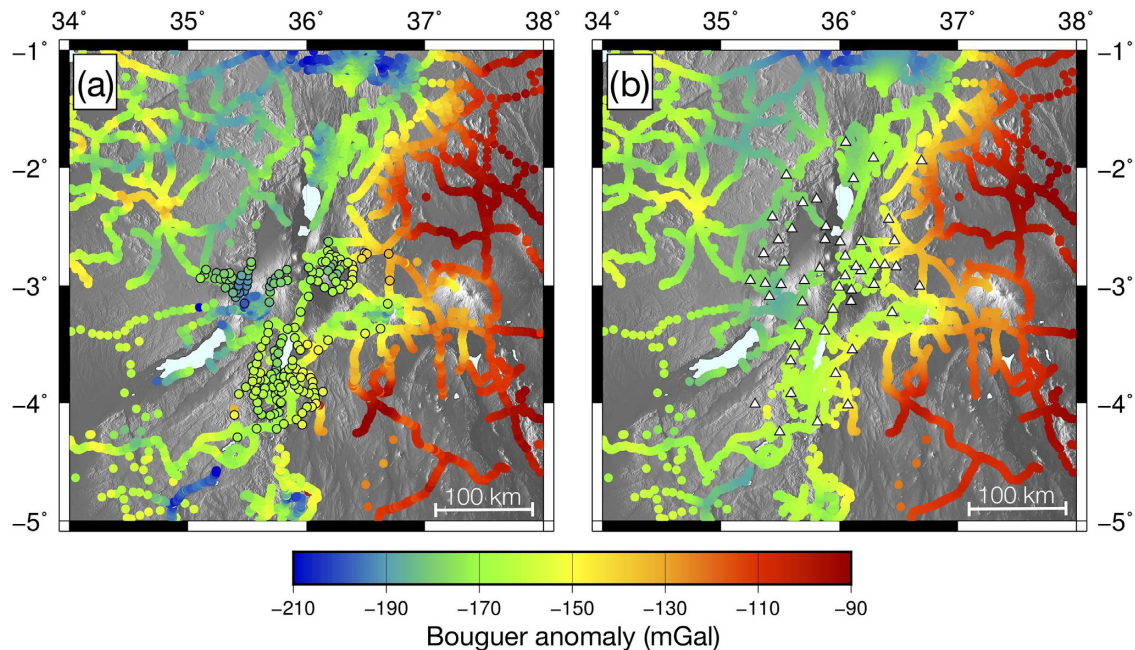 34° 35° 36° 37° 38° 34° 35° 36° 37° 38°
−1° (a) (b) −1°
−2° −2°
−3° −3°
−4° −4°
100 km 100 km
−5° −5°
−210 −190 −170 −150 −130 −110 −90
Bouguer anomaly (mGal)